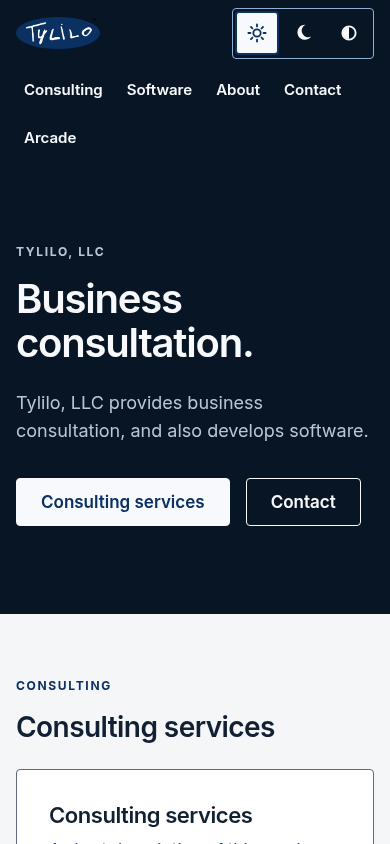 TYLILO
Consulting Software About Contact
Arcade
TYLILO, LLC
Business
consultation.
Tylilo, LLC provides business
consultation, and also develops software.
Consulting services Contact
CONSULTING
Consulting services
Consulting services